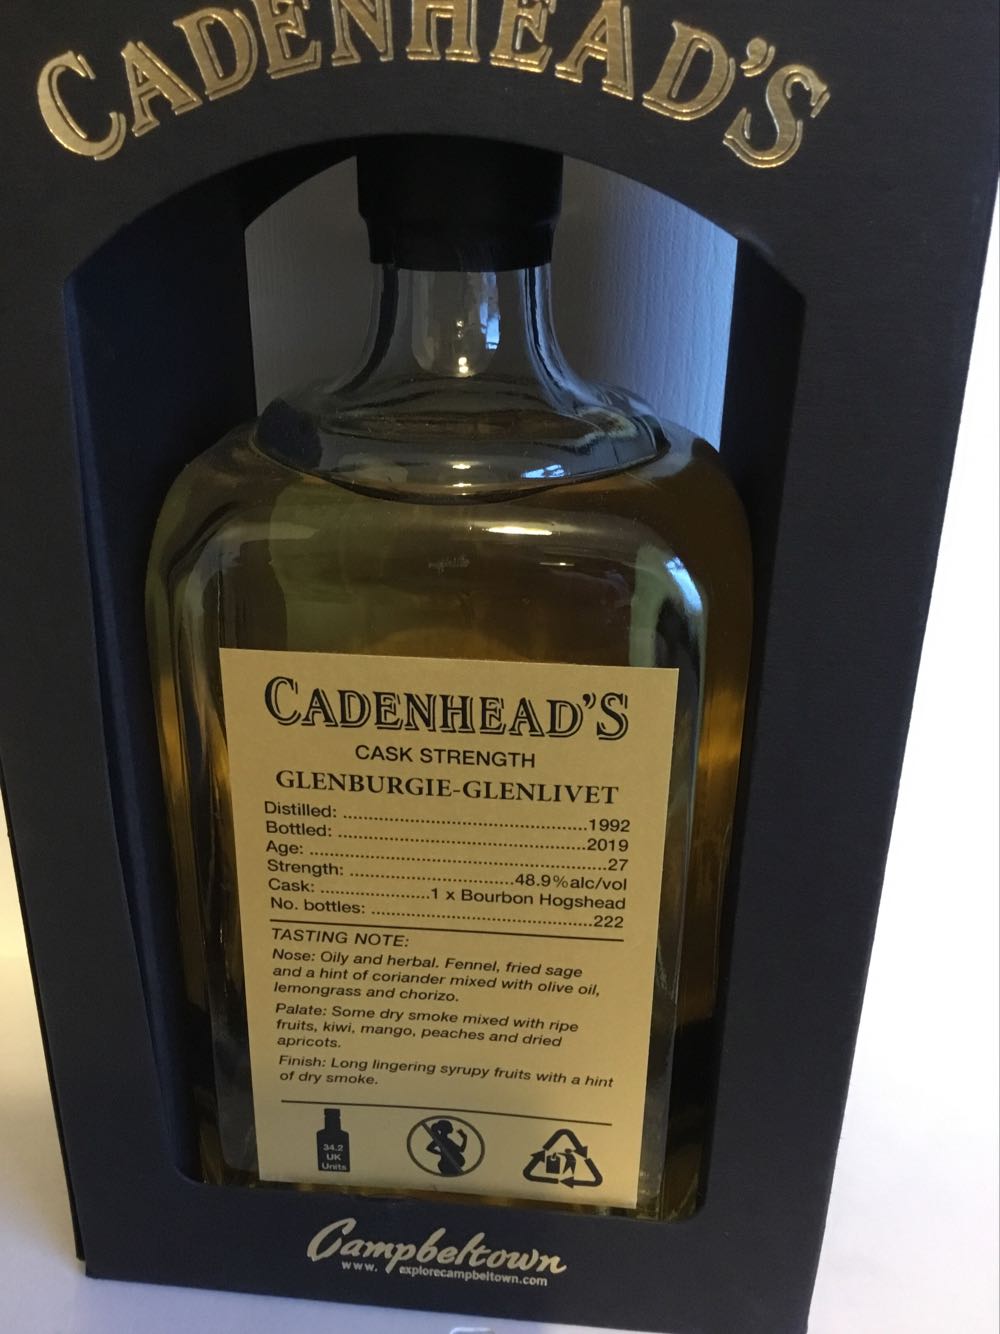 CADENHEAD'S
CADENHEAD'S
CASK STRENGTH
GLENBURGIE-GLENLIVET
Distilled: ................................................1992
Bottled: ................................................2019
Age: ..........................................................27
Strength: ................................48.9%alc/vol
Cask: .....................1 x Bourbon Hogshead
No. bottles: ...........................................222
TASTING NOTE:
Nose: Oily and herbal. Fennel, fried sage
and a hint of coriander mixed with olive oil,
lemongrass and chorizo.
Palate: Some dry smoke mixed with ripe
fruits, kiwi, mango, peaches and dried
apricots.
Finish: Long lingering syrupy fruits with a hint
of dry smoke.
34.2
UK
Units
Campbeltown
www. explorecampbeltown.com